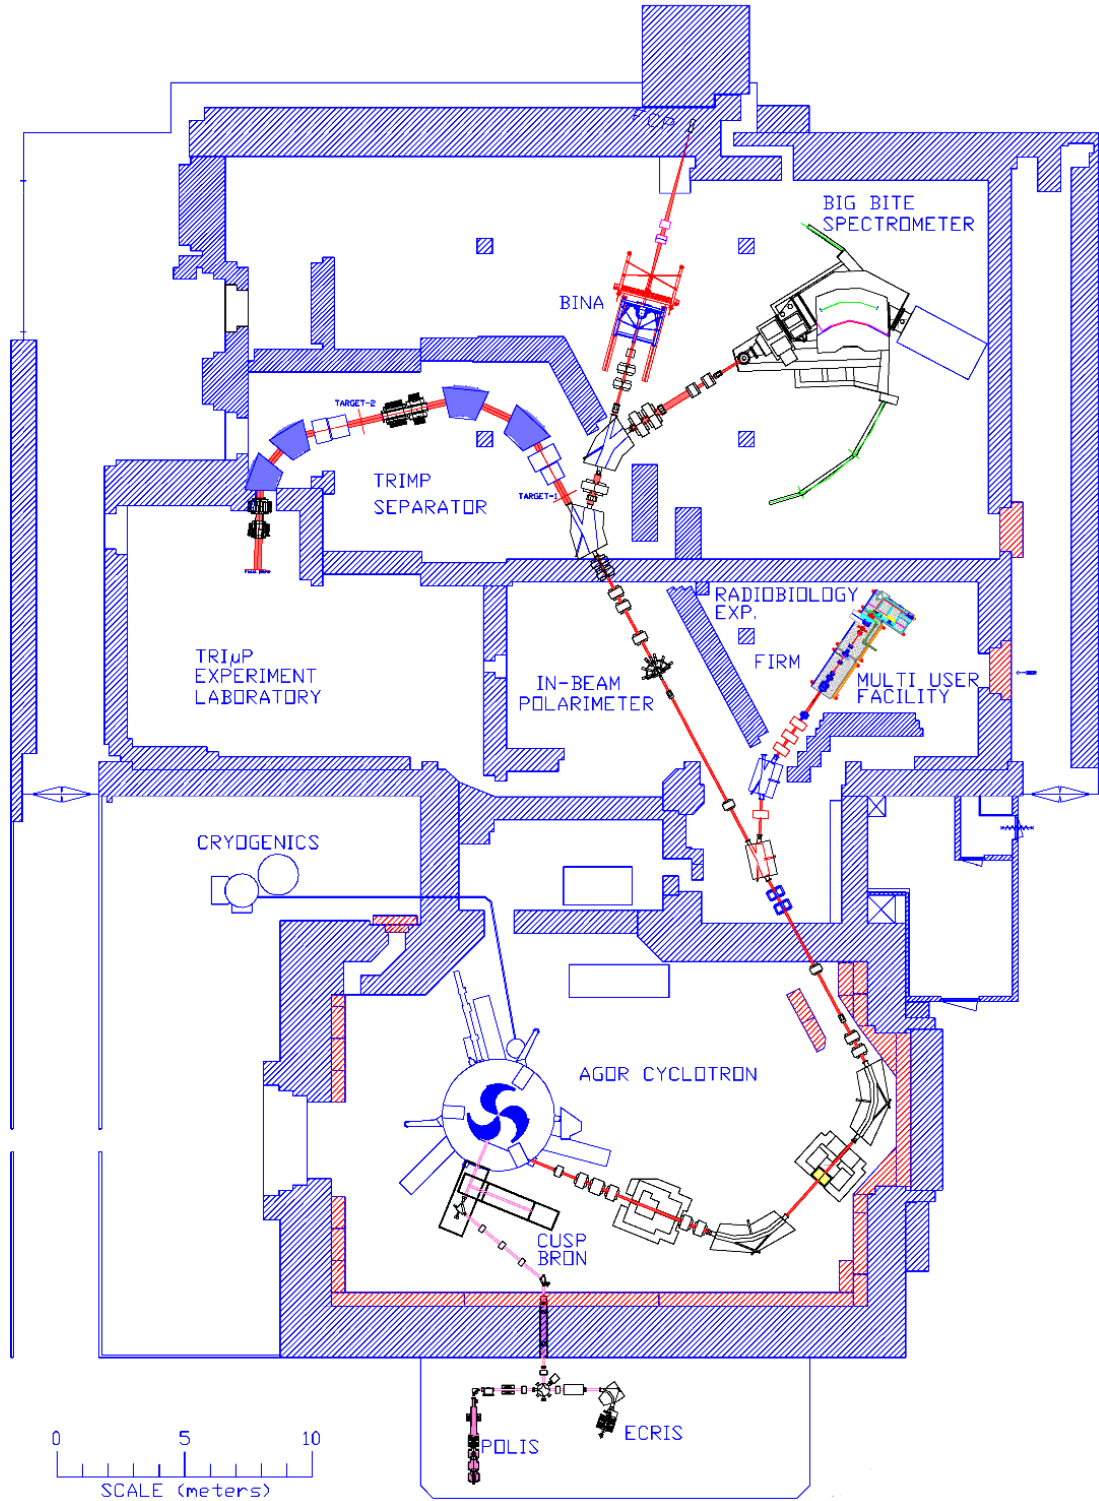 FCP
BIG BITE
SPECTROMETER
BINA
TARGET-2
TRIMP
SEPARATOR
TARGET-1
RADIOBIOLOGY
EXP.
FIRM
MULTI USER
FACILITY
TRIµP
EXPERIMENT
LABORATORY
IN-BEAM
POLARIMETER
CRYOGENICS
AGOR CYCLOTRON
CUSP
BRON
POLIS
ECRIS
0 5 10
SCALE (meters)